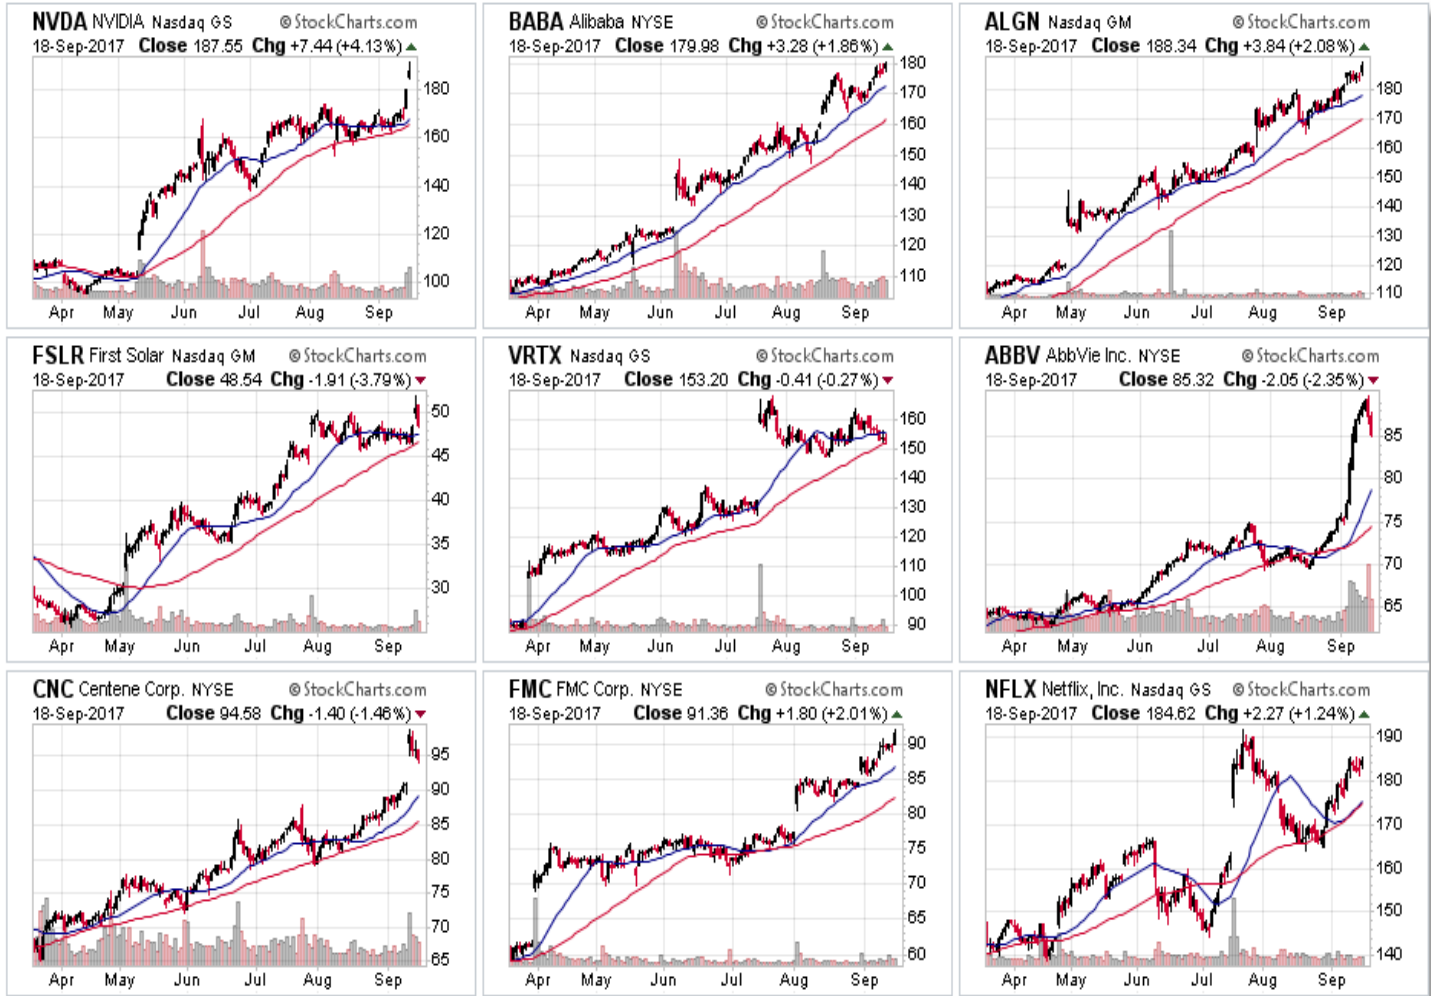 NVDA NVIDIA Nasdaq GS © StockCharts.com
18-Sep-2017 Close 187.55 Chg +7.44 (+4.13%)
180
160
140
120
100
Apr May Jun Jul Aug Sep
BABA Alibaba NYSE © StockCharts.com
18-Sep-2017 Close 179.98 Chg +3.28 (+1.86%)
180
170
160
150
140
130
120
110
Apr May Jun Jul Aug Sep
ALGN Nasdaq GM © StockCharts.com
18-Sep-2017 Close 188.34 Chg +3.84 (+2.08%)
180
170
160
150
140
130
120
110
Apr May Jun Jul Aug Sep
FSLR First Solar Nasdaq GM © StockCharts.com
18-Sep-2017 Close 48.54 Chg -1.91 (-3.79%)
50
45
40
35
30
Apr May Jun Jul Aug Sep
VRTX Nasdaq GS © StockCharts.com
18-Sep-2017 Close 153.20 Chg -0.41 (-0.27%)
160
150
140
130
120
110
100
90
Apr May Jun Jul Aug Sep
ABBV AbbVie Inc. NYSE © StockCharts.com
18-Sep-2017 Close 85.32 Chg -2.05 (-2.35%)
85
80
75
70
65
Apr May Jun Jul Aug Sep
CNC Centene Corp. NYSE © StockCharts.com
18-Sep-2017 Close 94.58 Chg -1.40 (-1.46%)
95
90
85
80
75
70
65
Apr May Jun Jul Aug Sep
FMC FMC Corp. NYSE © StockCharts.com
18-Sep-2017 Close 91.36 Chg +1.80 (+2.01%)
90
85
80
75
70
65
60
Apr May Jun Jul Aug Sep
NFLX Netflix, Inc. Nasdaq GS © StockCharts.com
18-Sep-2017 Close 184.62 Chg +2.27 (+1.24%)
190
180
170
160
150
140
Apr May Jun Jul Aug Sep